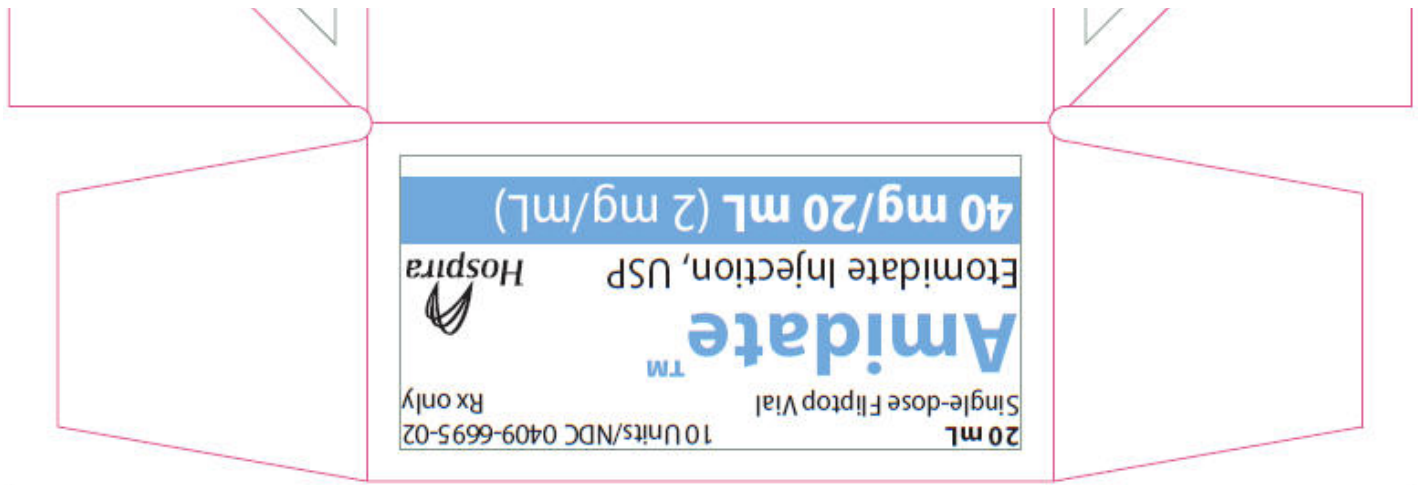 20 mL 10 Units/NDC 0409-6695-02
Single-dose Fliptop Vial Rx only
Amidate™
Etomidate Injection, USP Hospira
40 mg/20 mL (2 mg/mL)